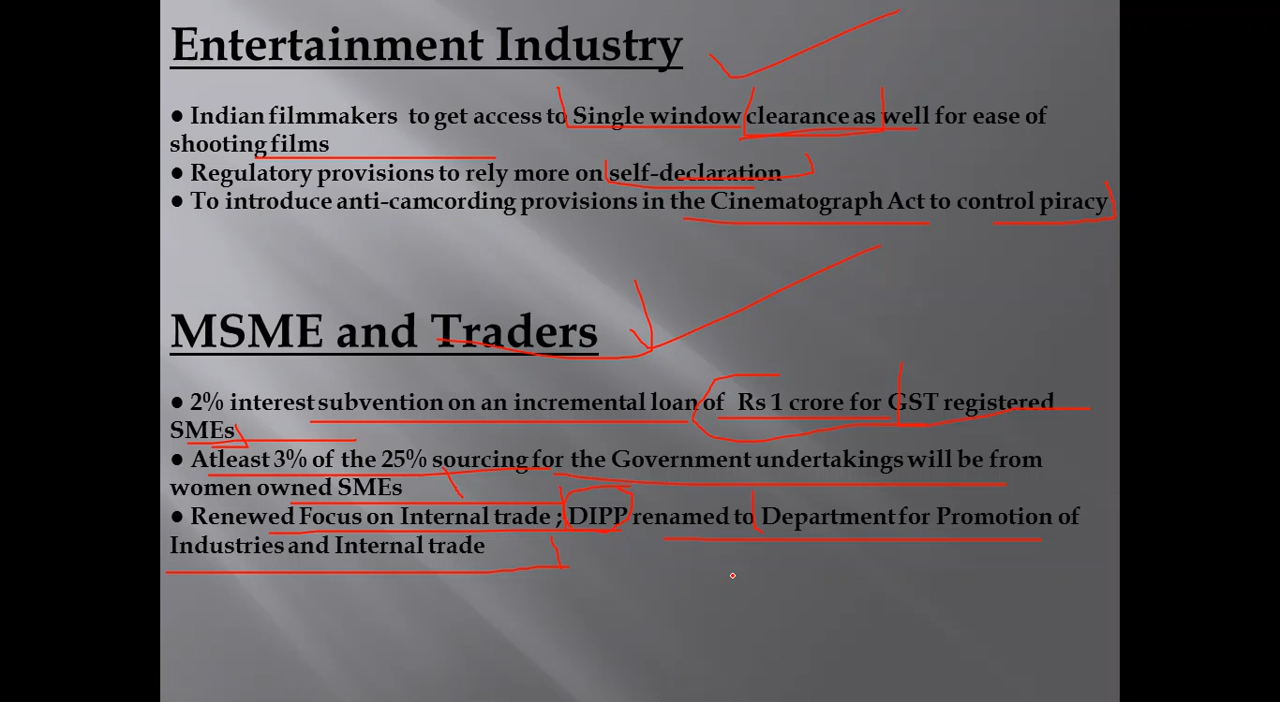 Entertainment Industry
● Indian filmmakers to get access to Single window clearance as well for ease of
shooting films
● Regulatory provisions to rely more on self-declaration
● To introduce anti-camcording provisions in the Cinematograph Act to control piracy
MSME and Traders
● 2% interest subvention on an incremental loan of Rs 1 crore for GST registered
SMEs
● Atleast 3% of the 25% sourcing for the Government undertakings will be from
women owned SMEs
● Renewed Focus on Internal trade ; DIPP renamed to Department for Promotion of
Industries and Internal trade